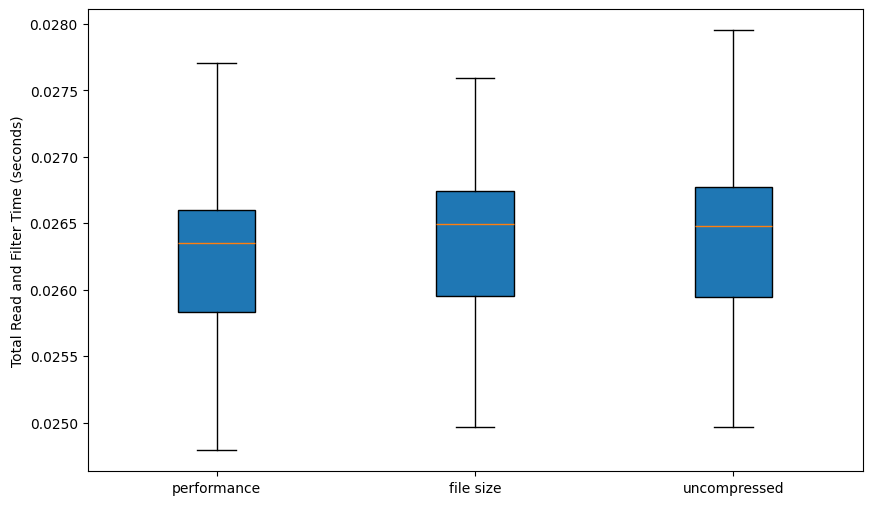 Total Read and Filter Time (seconds)
0.0280
0.0275
0.0270
0.0265
0.0260
0.0255
0.0250
performance
file size
uncompressed